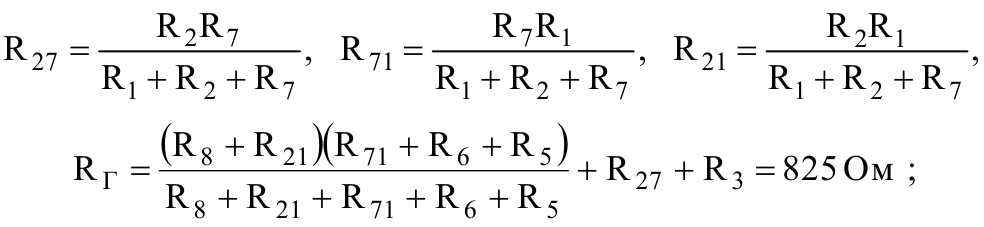 R₂₇ = R₂R₇ / (R₁ + R₂ + R₇), R₇₁ = R₇R₁ / (R₁ + R₂ + R₇), R₂₁ = R₂R₁ / (R₁ + R₂ + R₇),
R_Г = (R₈ + R₂₁)(R₇₁ + R₆ + R₅) / (R₈ + R₂₁ + R₇₁ + R₆ + R₅) + R₂₇ + R₃ = 825 Ом ;